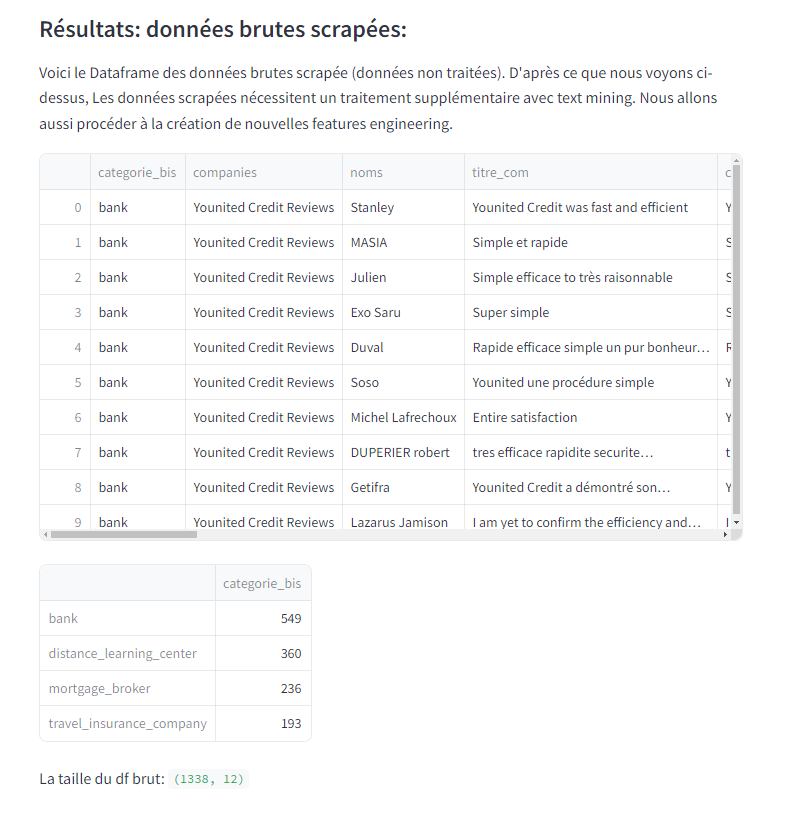 Résultats: données brutes scrapées:
Voici le Dataframe des données brutes scrapée (données non traitées). D'après ce que nous voyons ci-
dessus, Les données scrapées nécessitent un traitement supplémentaire avec text mining. Nous allons
aussi procéder à la création de nouvelles features engineering.
categorie_bis companies noms titre_com c
0 bank Younited Credit Reviews Stanley Younited Credit was fast and efficient Y
1 bank Younited Credit Reviews MASIA Simple et rapide S
2 bank Younited Credit Reviews Julien Simple efficace to très raisonnable S
3 bank Younited Credit Reviews Exo Saru Super simple S
4 bank Younited Credit Reviews Duval Rapide efficace simple un pur bonheur… R
5 bank Younited Credit Reviews Soso Younited une procédure simple Y
6 bank Younited Credit Reviews Michel Lafrechoux Entire satisfaction Y
7 bank Younited Credit Reviews DUPERIER robert tres efficace rapidite securite… t
8 bank Younited Credit Reviews Getifra Younited Credit a démontré son… Y
9 bank Younited Credit Reviews Lazarus Jamison I am yet to confirm the efficiency and… I
categorie_bis
bank 549
distance_learning_center 360
mortgage_broker 236
travel_insurance_company 193
La taille du df brut: (1338, 12)